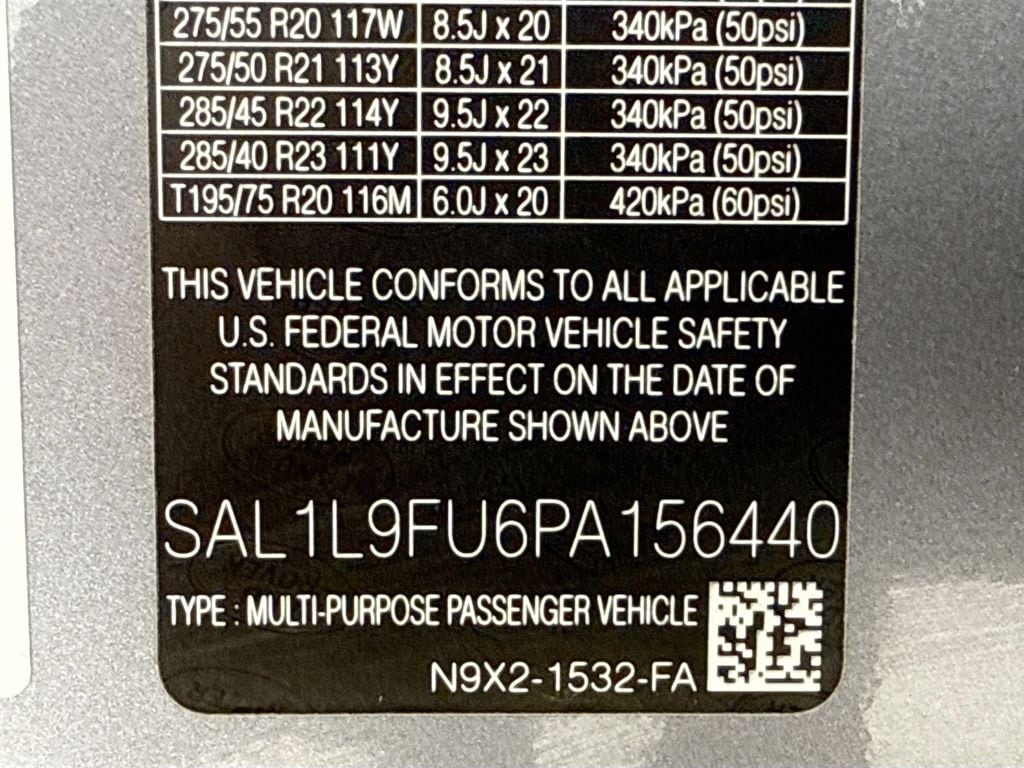 275/55 R20 117W 8.5J x 20 340kPa (50psi)
275/50 R21 113Y 8.5J x 21 340kPa (50psi)
285/45 R22 114Y 9.5J x 22 340kPa (50psi)
285/40 R23 111Y 9.5J x 23 340kPa (50psi)
T195/75 R20 116M 6.0J x 20 420kPa (60psi)
THIS VEHICLE CONFORMS TO ALL APPLICABLE
U.S. FEDERAL MOTOR VEHICLE SAFETY
STANDARDS IN EFFECT ON THE DATE OF
MANUFACTURE SHOWN ABOVE
SAL1L9FU6PA156440
TYPE : MULTI-PURPOSE PASSENGER VEHICLE
N9X2-1532-FA